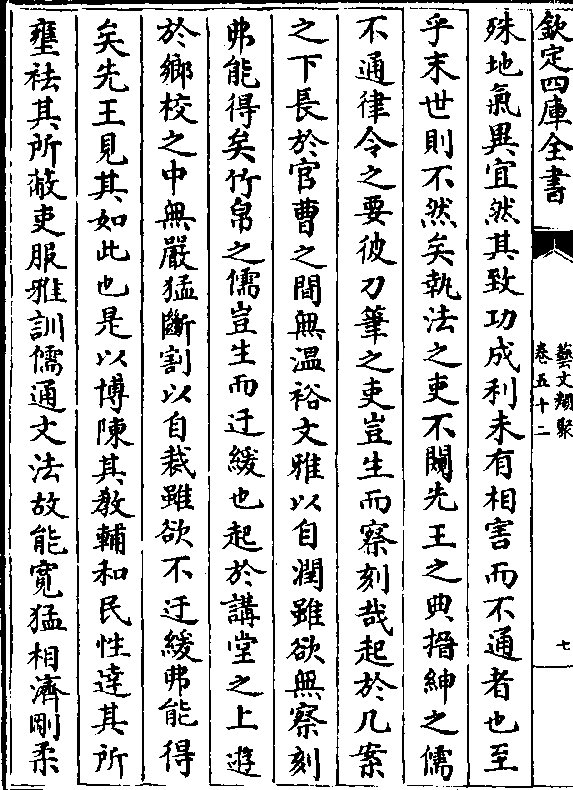 欽定四庫全書
藝文類聚
卷五十二
七
殊地氣異宜然其致功成利未有相害而不通者也至
乎末世則不然矣執法之吏不闚先王之典搢紳之儒
不通律令之要彼刀筆之吏豈生而察刻哉起於几案
之下長於官曹之間無溫裕文雅以自潤雖欲無察刻
弗能得矣竹帛之儒豈生而迂緩也起於講堂之上遊
於鄉校之中無嚴猛斷割以自裁雖欲不迂緩弗能得
矣先王見其如此也是以博陳其教輔和民性達其所
壅袪其所蔽吏服雅訓儒通文法故能寛猛相濟剛柔